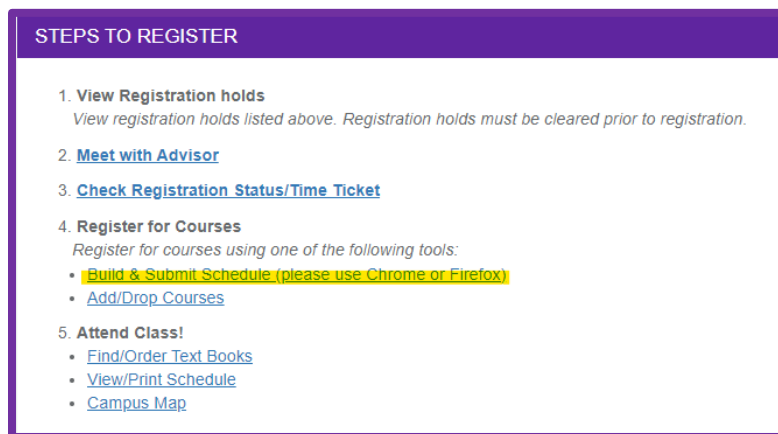 STEPS TO REGISTER
1. View Registration holds
View registration holds listed above. Registration holds must be cleared prior to registration.
2. Meet with Advisor
3. Check Registration Status/Time Ticket
4. Register for Courses
Register for courses using one of the following tools:
• Build & Submit Schedule (please use Chrome or Firefox)
• Add/Drop Courses
5. Attend Class!
• Find/Order Text Books
• View/Print Schedule
• Campus Map